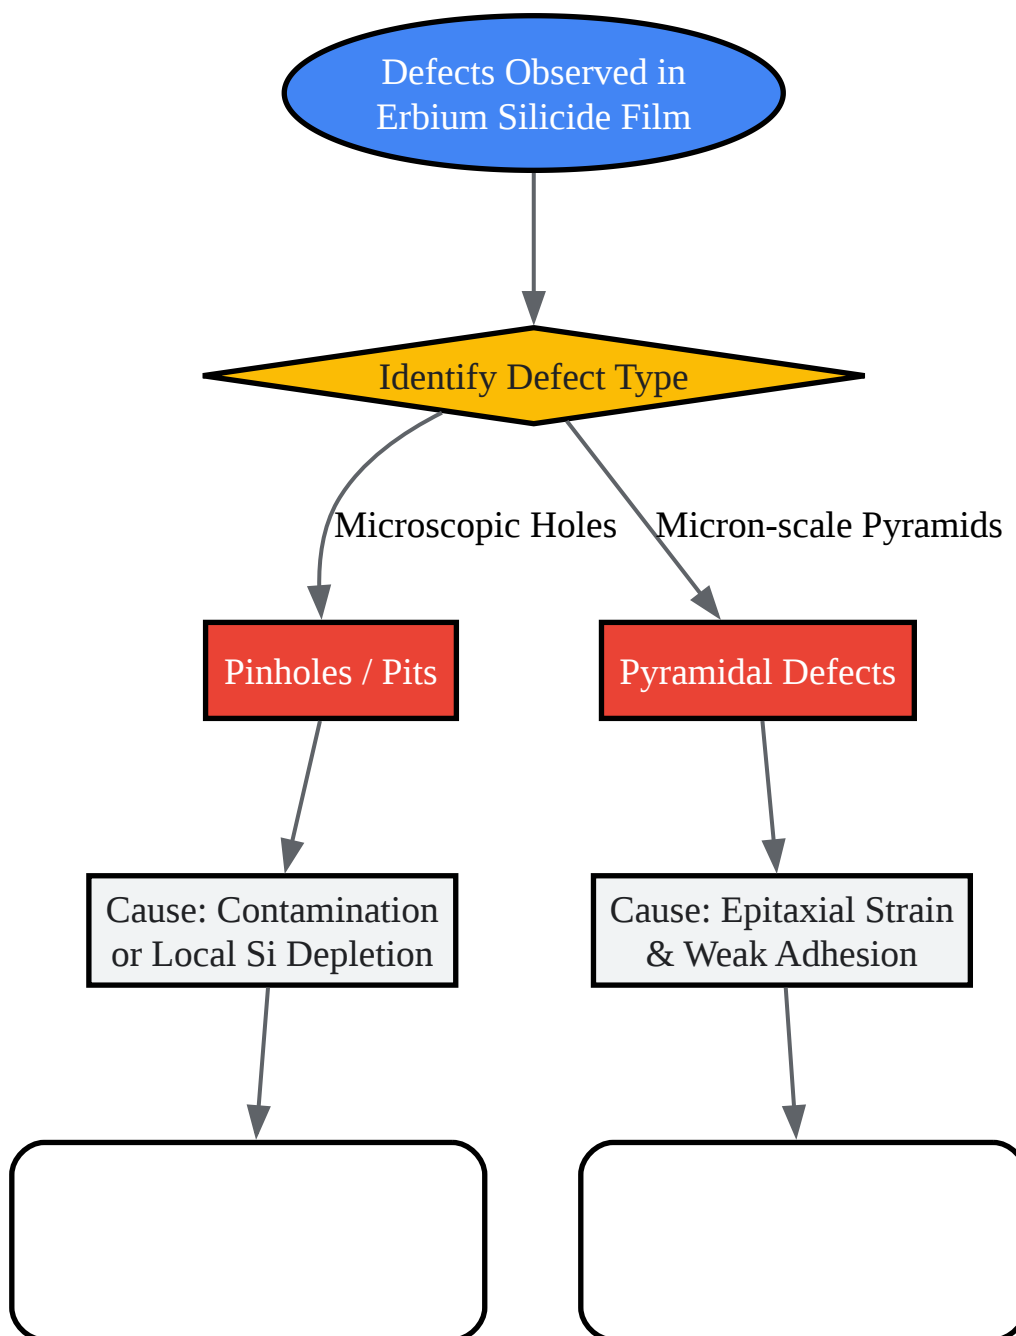 Defects Observed in
Erbium Silicide Film
Identify Defect Type
Microscopic Holes
Micron-scale Pyramids
Pinholes / Pits
Pyramidal Defects
Cause: Contamination
or Local Si Depletion
Cause: Epitaxial Strain
& Weak Adhesion